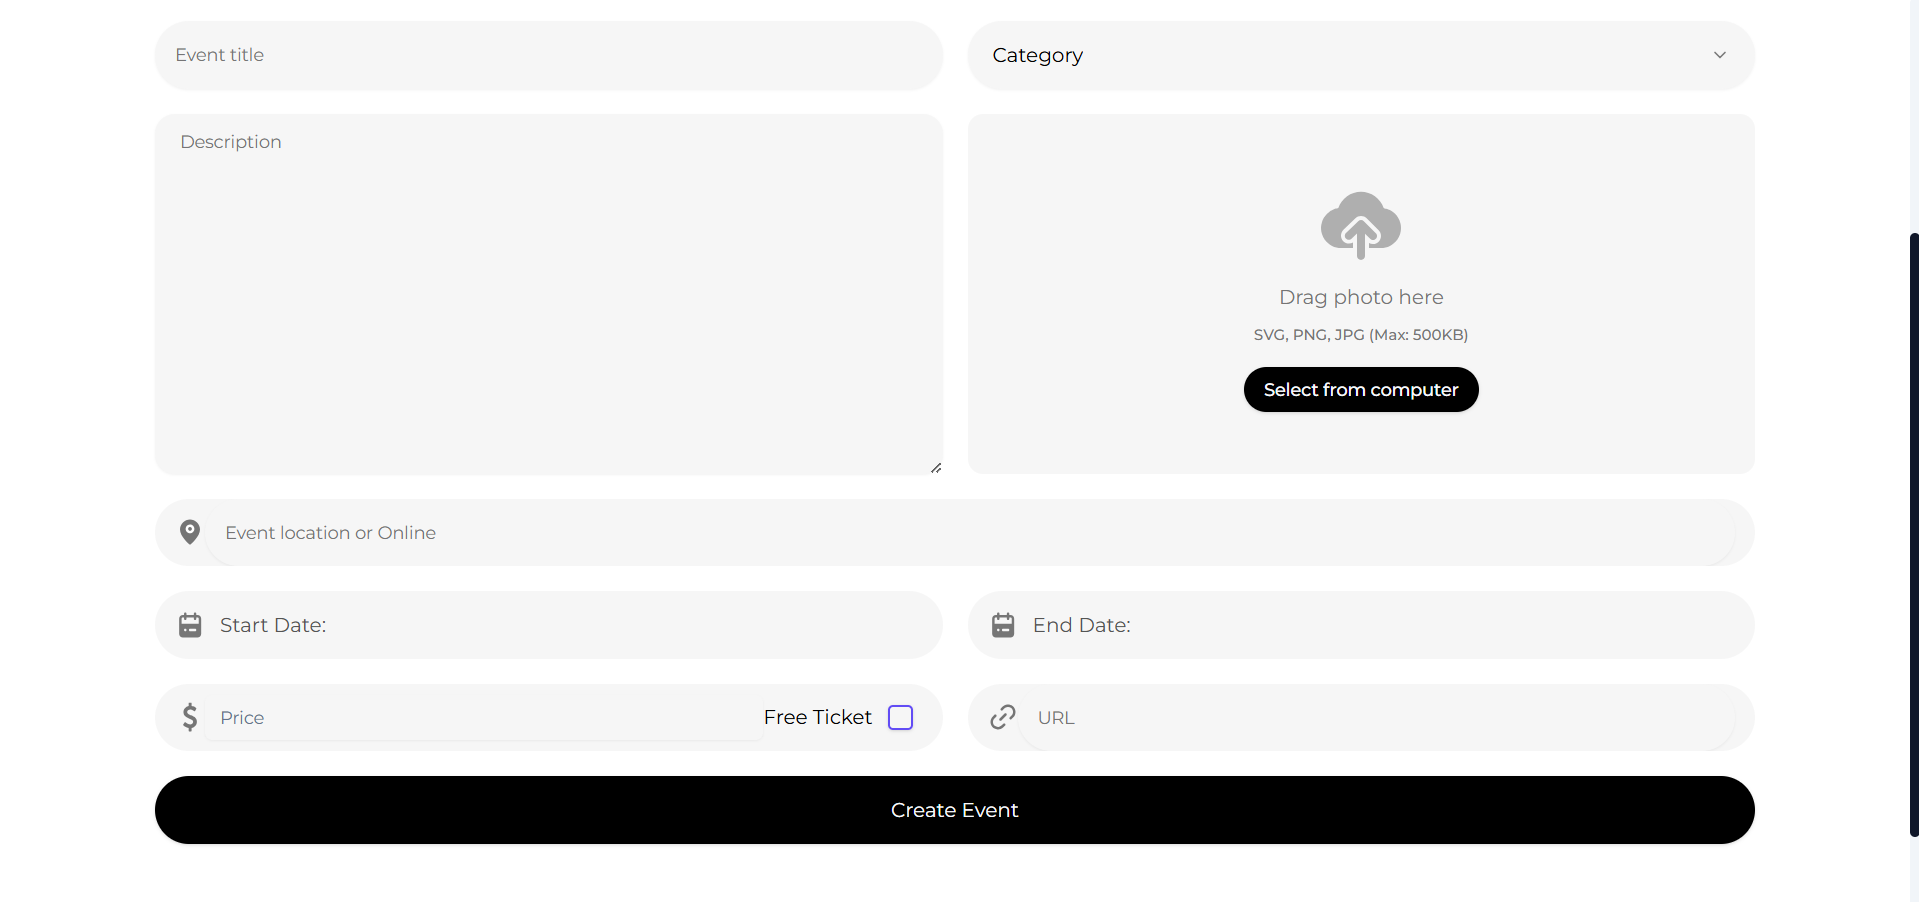 Event title
Category
Description
Drag photo here
SVG, PNG, JPG (Max: 500KB)
Select from computer
Event location or Online
Start Date:
End Date:
Price
Free Ticket
URL
Create Event